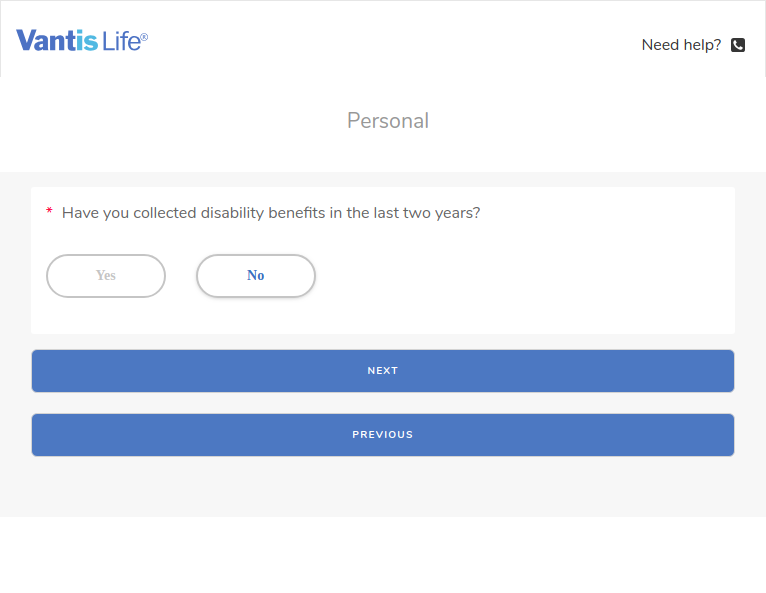 Vantis Life®
Need help?
Personal
* Have you collected disability benefits in the last two years?
Yes
No
NEXT
PREVIOUS